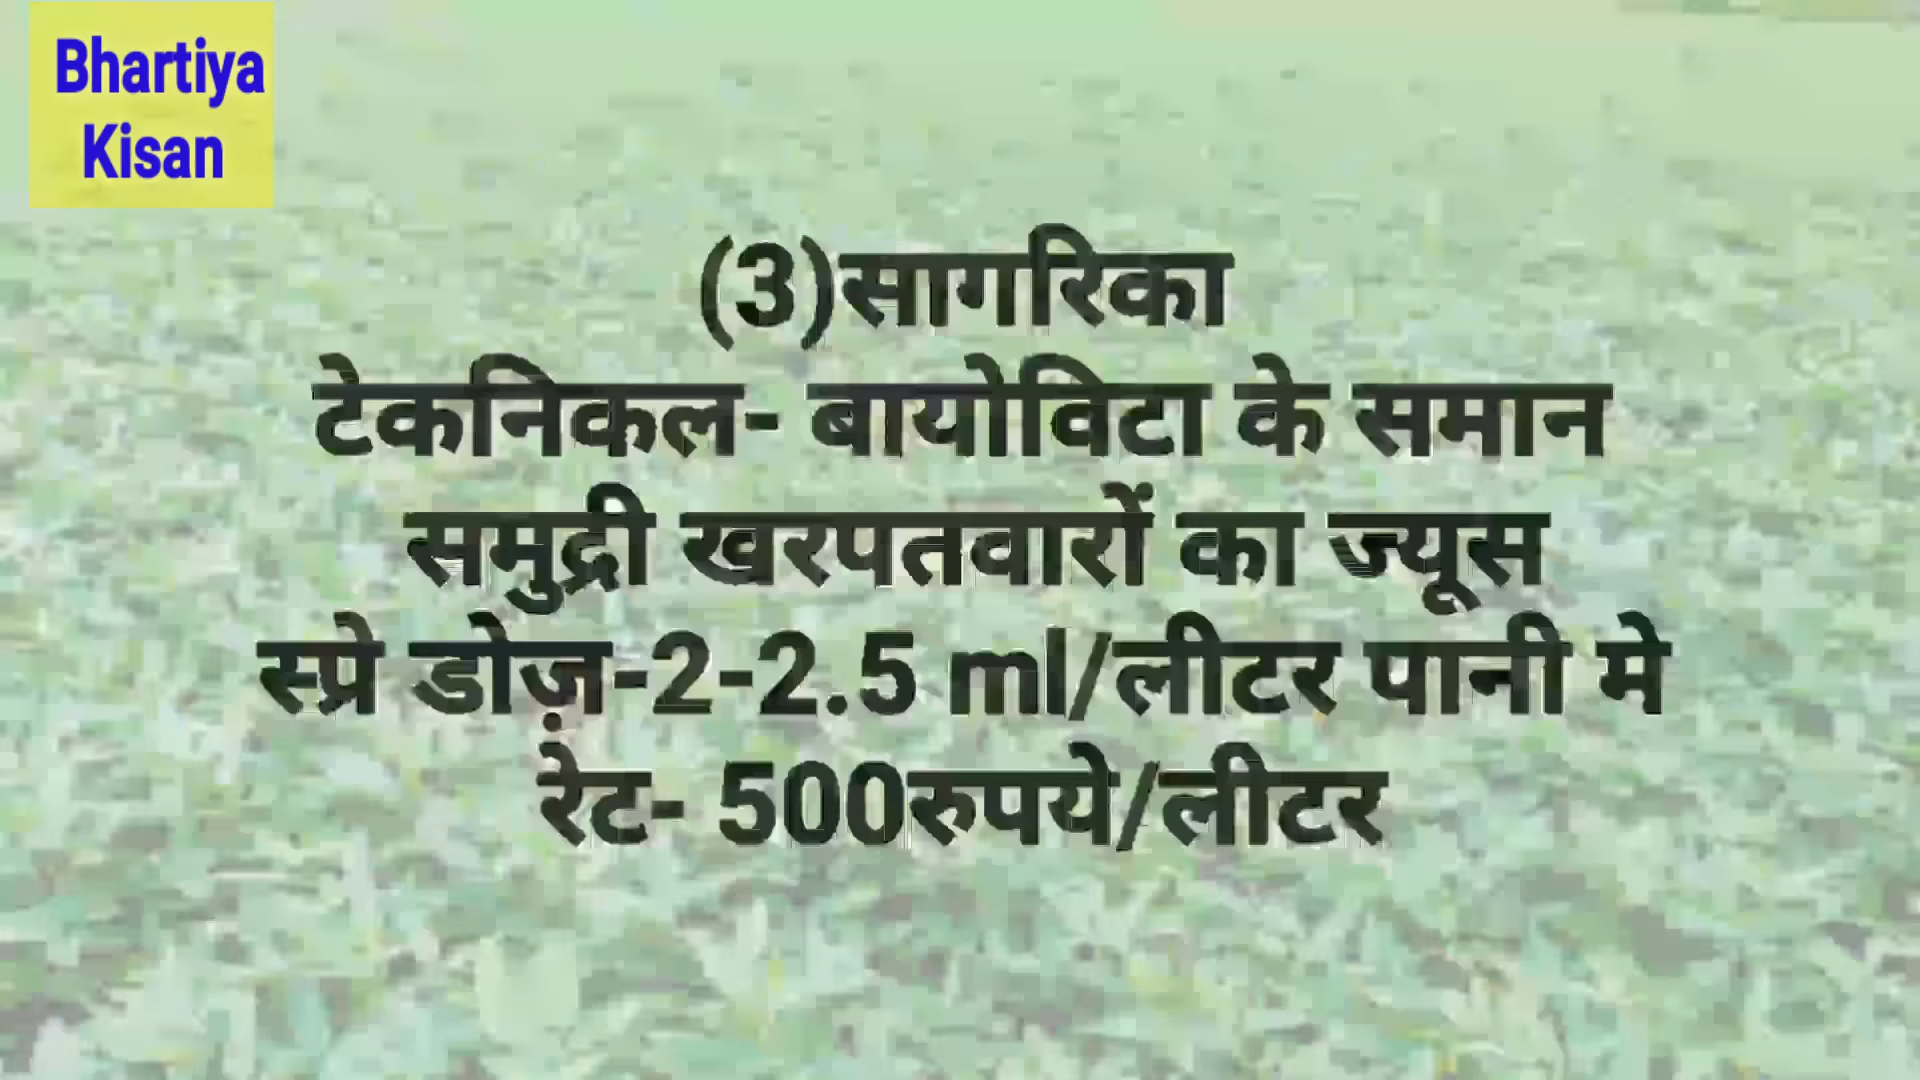 Bhartiya
Kisan
(3)सागरिका
टेकनिकल- बायोविटा के समान
समुद्री खरपतवारों का ज्यूस
स्प्रे डोज़-2-2.5 ml/लीटर पानी मे
रेट- 500रुपये/लीटर